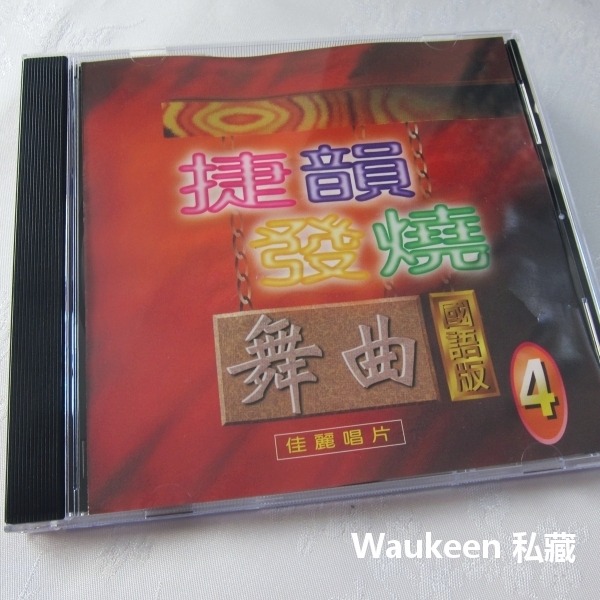 捷韻
發燒
舞曲
國語版
4
佳麗唱片
Waukeen 私藏